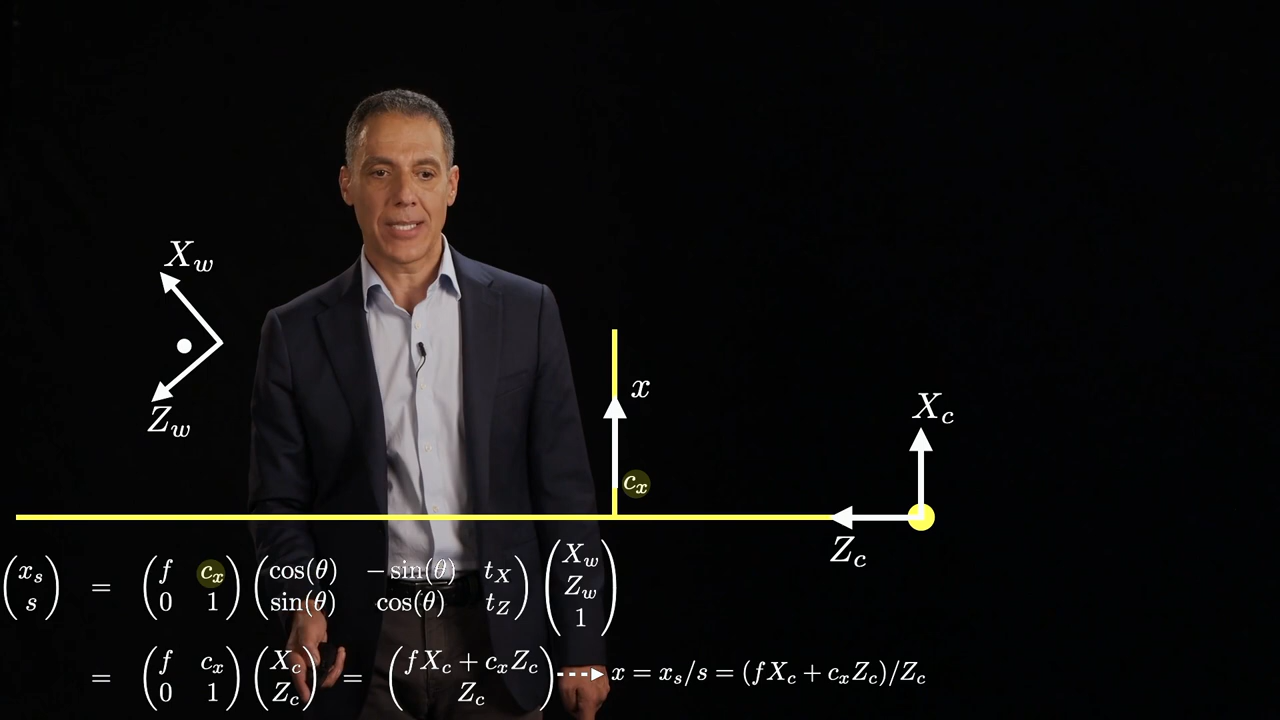 X_w
Z_w
x
c_x
X_c
Z_c
(x_s s) = (f c_x 0 1) (cos(θ) −sin(θ) t_X sin(θ) cos(θ) t_Z) (X_w Z_w 1)
= (f c_x 0 1) (X_c Z_c) = (fX_c + c_xZ_c Z_c) ⇢ x = x_s/s = (fX_c + c_xZ_c)/Z_c